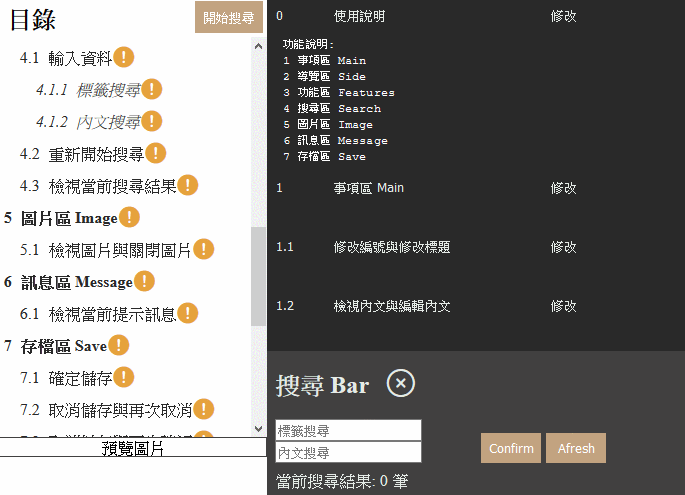 目錄
開始搜尋
4.1 輸入資料
4.1.1 標籤搜尋
4.1.2 內文搜尋
4.2 重新開始搜尋
4.3 檢視當前搜尋結果
5 圖片區 Image
5.1 檢視圖片與關閉圖片
6 訊息區 Message
6.1 檢視當前提示訊息
7 存檔區 Save
7.1 確定儲存
7.2 取消儲存與再次取消
預覽圖片
0 使用說明 修改
功能說明:
1 事項區 Main
2 導覽區 Side
3 功能區 Features
4 搜尋區 Search
5 圖片區 Image
6 訊息區 Message
7 存檔區 Save
1 事項區 Main 修改
1.1 修改編號與修改標題 修改
1.2 檢視內文與編輯內文 修改
搜尋 Bar
標籤搜尋
內文搜尋
Confirm Afresh
當前搜尋結果: 0 筆